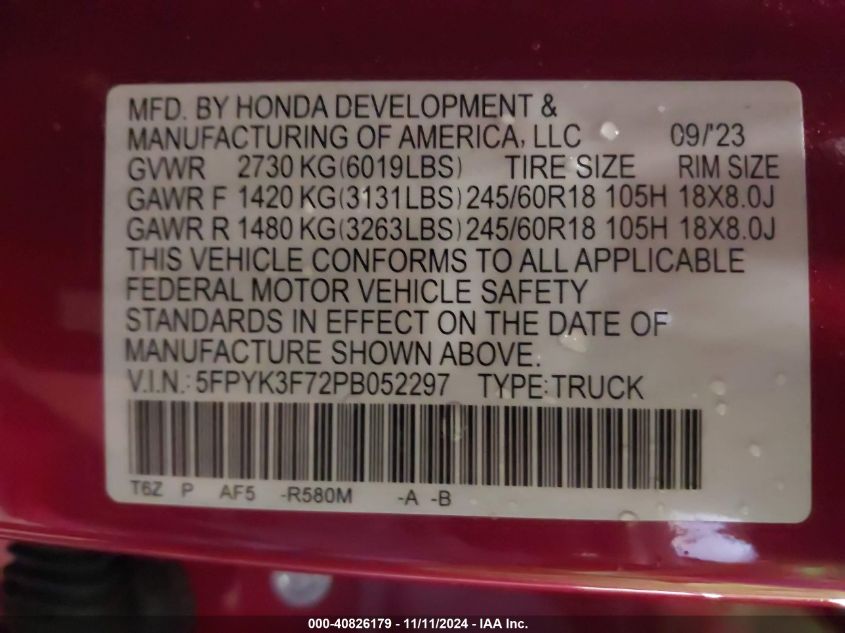 MFD. BY HONDA DEVELOPMENT &
MANUFACTURING OF AMERICA, LLC 09/'23
GVWR 2730 KG(6019LBS) TIRE SIZE RIM SIZE
GAWR F 1420 KG(3131LBS) 245/60R18 105H 18X8.0J
GAWR R 1480 KG(3263LBS) 245/60R18 105H 18X8.0J
THIS VEHICLE CONFORMS TO ALL APPLICABLE
FEDERAL MOTOR VEHICLE SAFETY
STANDARDS IN EFFECT ON THE DATE OF
MANUFACTURE SHOWN ABOVE.
V.I.N.: 5FPYK3F72PB052297 TYPE:TRUCK
T6Z P AF5 -R580M -A -B
000-40826179 - 11/11/2024 - IAA Inc.